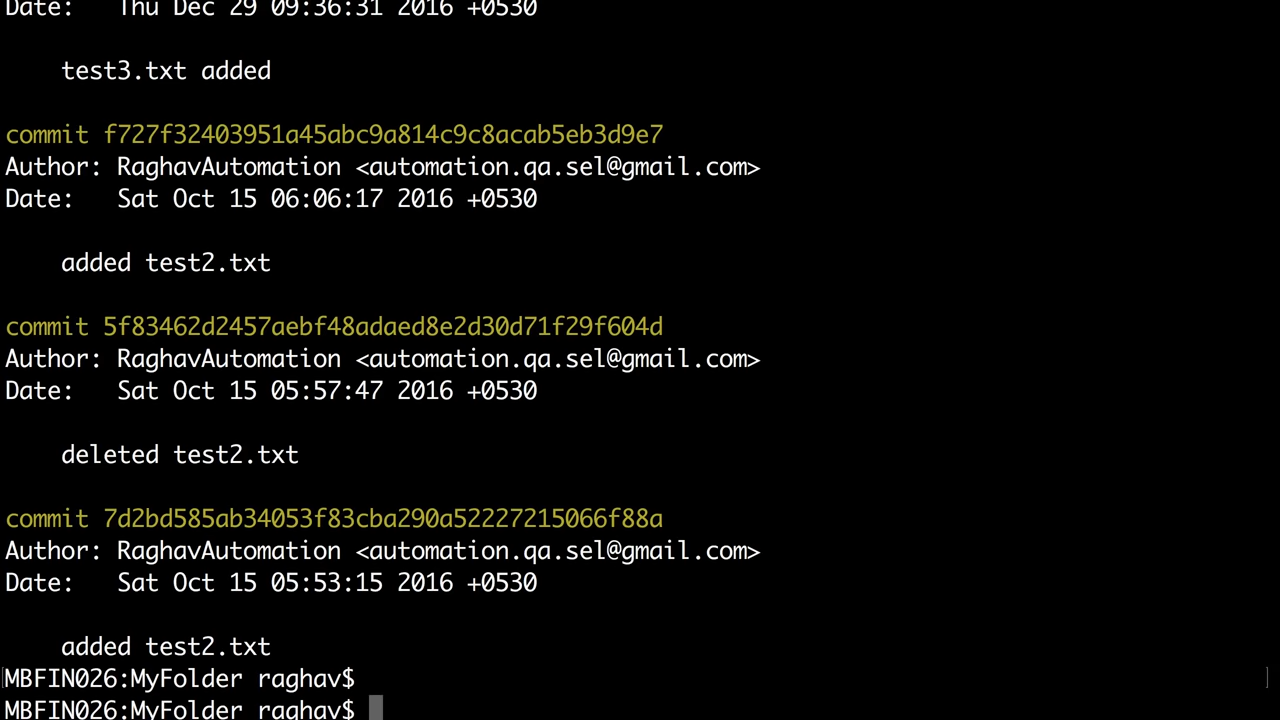 Date:   Thu Dec 29 09:36:31 2016 +0530
test3.txt added
commit f727f32403951a45abc9a814c9c8acab5eb3d9e7
Author: RaghavAutomation <automation.qa.sel@gmail.com>
Date:   Sat Oct 15 06:06:17 2016 +0530
added test2.txt
commit 5f83462d2457aebf48adaed8e2d30d71f29f604d
Author: RaghavAutomation <automation.qa.sel@gmail.com>
Date:   Sat Oct 15 05:57:47 2016 +0530
deleted test2.txt
commit 7d2bd585ab34053f83cba290a52227215066f88a
Author: RaghavAutomation <automation.qa.sel@gmail.com>
Date:   Sat Oct 15 05:53:15 2016 +0530
added test2.txt
MBFIN026:MyFolder raghav$
MBFIN026:MyFolder raghav$